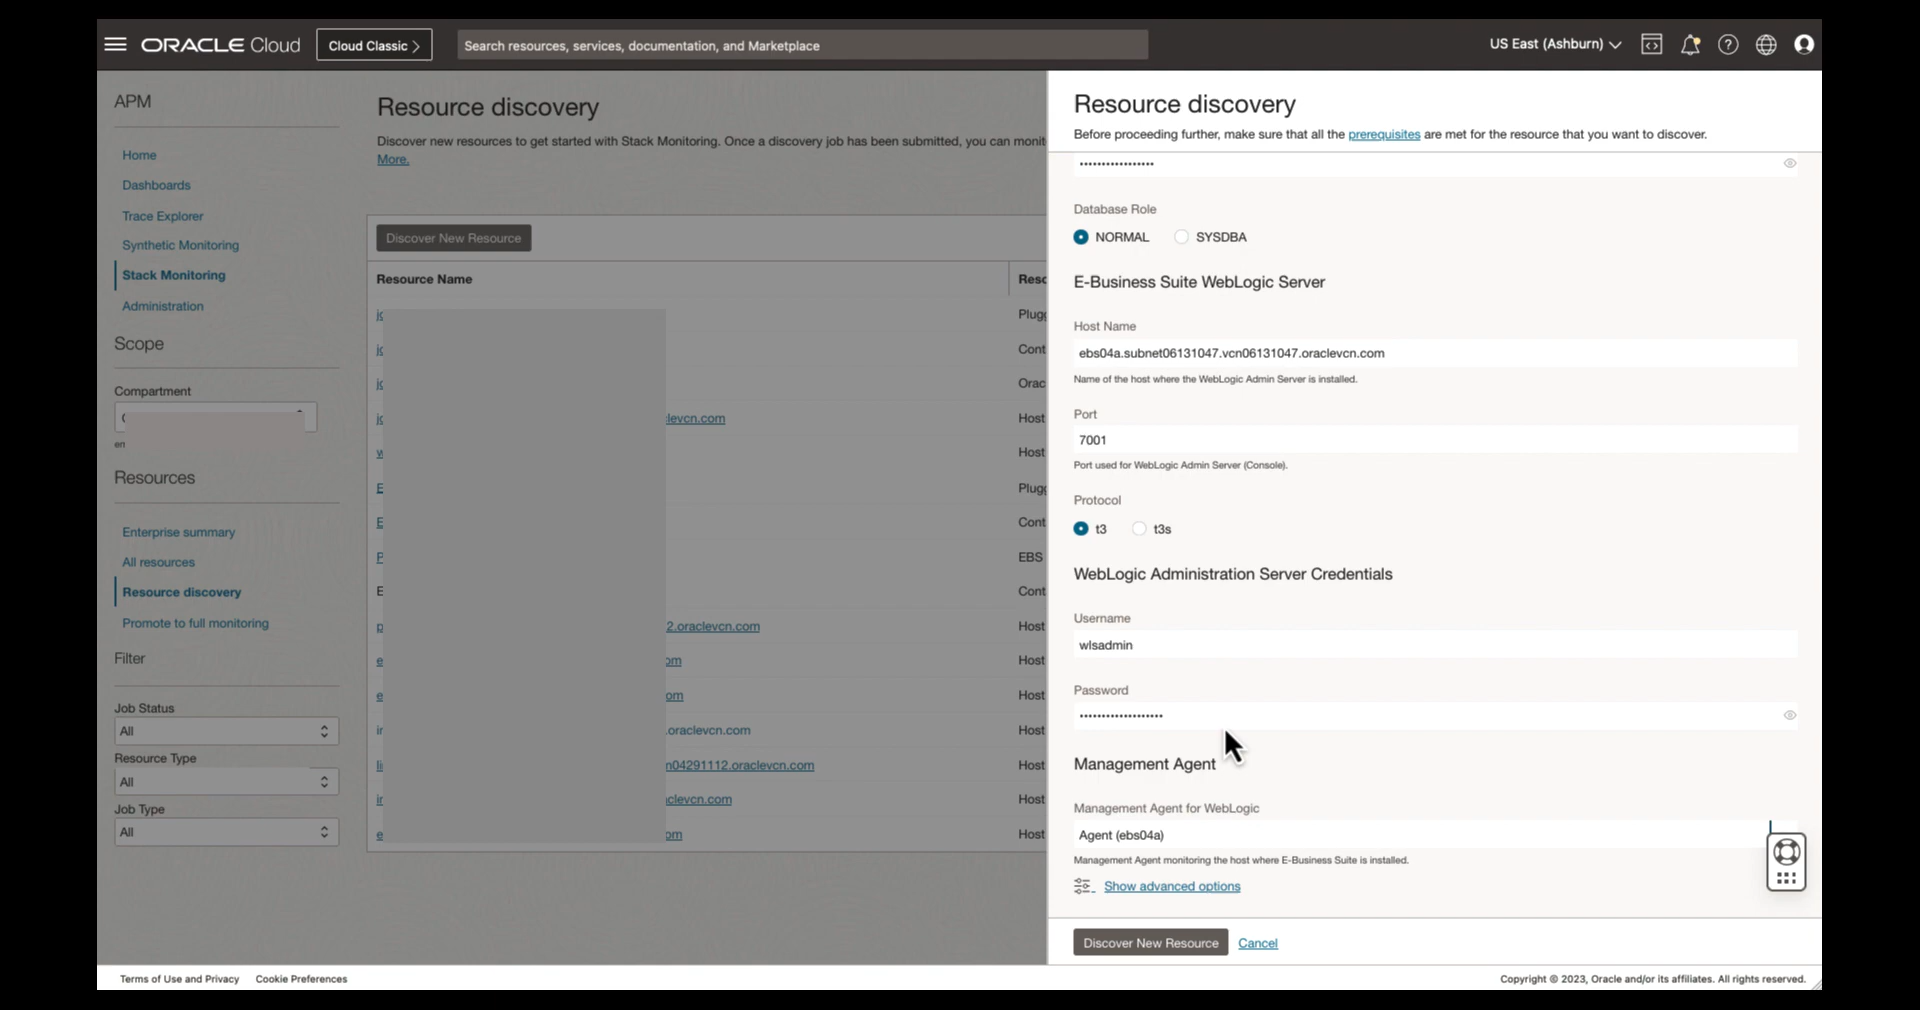 ORACLE Cloud
Cloud Classic >
Search resources, services, documentation, and Marketplace
US East (Ashburn)
APM
Home
Dashboards
Trace Explorer
Synthetic Monitoring
Stack Monitoring
Administration
Scope
Compartment
Resources
Enterprise summary
All resources
Resource discovery
Promote to full monitoring
Filter
Job Status
All
Resource Type
All
Job Type
All
Resource discovery
Discover new resources to get started with Stack Monitoring. Once a discovery job has been submitted, you can monit
More.
Discover New Resource
Resource Name
Reso
Plugg
Cont
Orac
levcn.com
Host
Host
Plugg
Cont
EBS
Cont
2.oraclevcn.com
Host
om
Host
om
Host
.oraclevcn.com
Host
n04291112.oraclevcn.com
Host
clevcn.com
Host
om
Host
Resource discovery
Before proceeding further, make sure that all the prerequisites are met for the resource that you want to discover.
•••••••••••••••••
Database Role
NORMAL
SYSDBA
E-Business Suite WebLogic Server
Host Name
ebs04a.subnet06131047.vcn06131047.oraclevcn.com
Name of the host where the WebLogic Admin Server is installed.
Port
7001
Port used for WebLogic Admin Server (Console).
Protocol
t3
t3s
WebLogic Administration Server Credentials
Username
wlsadmin
Password
•••••••••••••••••••
Management Agent
Management Agent for WebLogic
Agent (ebs04a)
Management Agent monitoring the host where E-Business Suite is installed.
Show advanced options
Discover New Resource
Cancel
Terms of Use and Privacy
Cookie Preferences
Copyright © 2023, Oracle and/or its affiliates. All rights reserved.